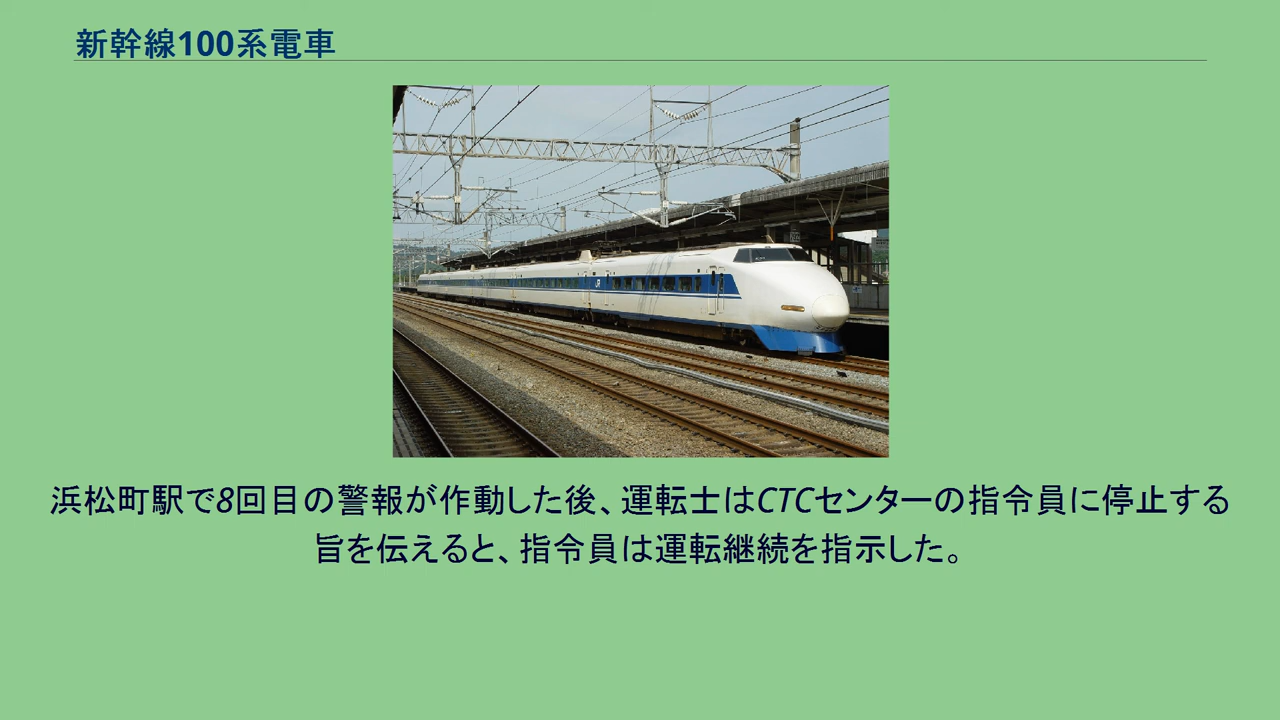 新幹線100系電車
JR
浜松町駅で8回目の警報が作動した後、運転士はCTCセンターの指令員に停止する
旨を伝えると、指令員は運転継続を指示した。